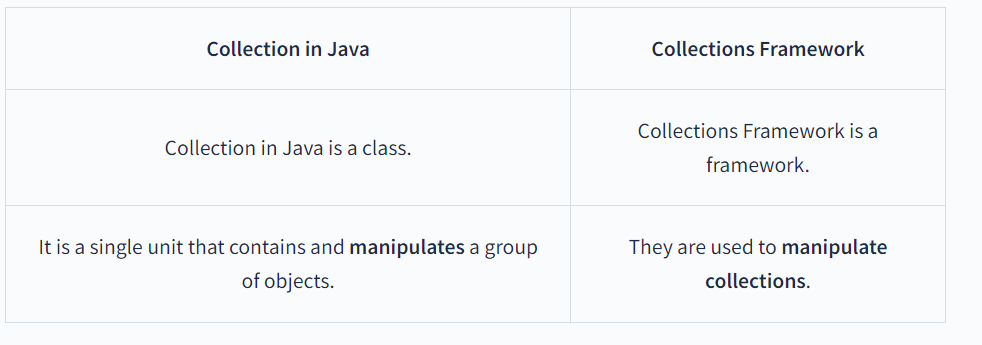 Collection in Java
Collections Framework
Collection in Java is a class.
Collections Framework is a
framework.
It is a single unit that contains and manipulates a group
of objects.
They are used to manipulate
collections.